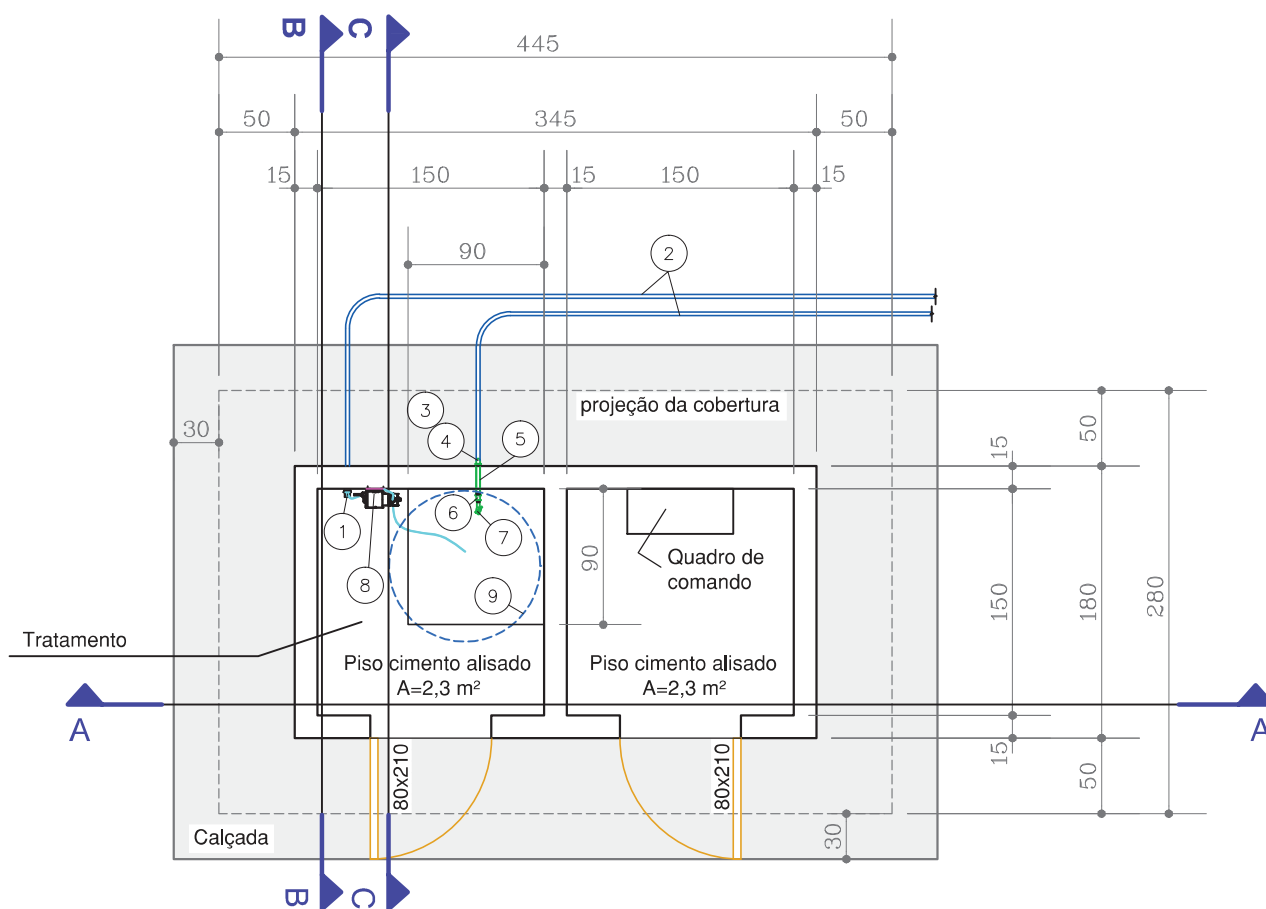 B
C
445
50
345
50
15
150
15
150
15
90
2
projeção da cobertura
3
4
5
30
50
15
1
6
7
8
9
90
Quadro de
comando
150
180
280
Tratamento
Piso cimento alisado
A=2,3 m²
Piso cimento alisado
A=2,3 m²
A
A
80x210
80x210
15
50
30
Calçada
B
C